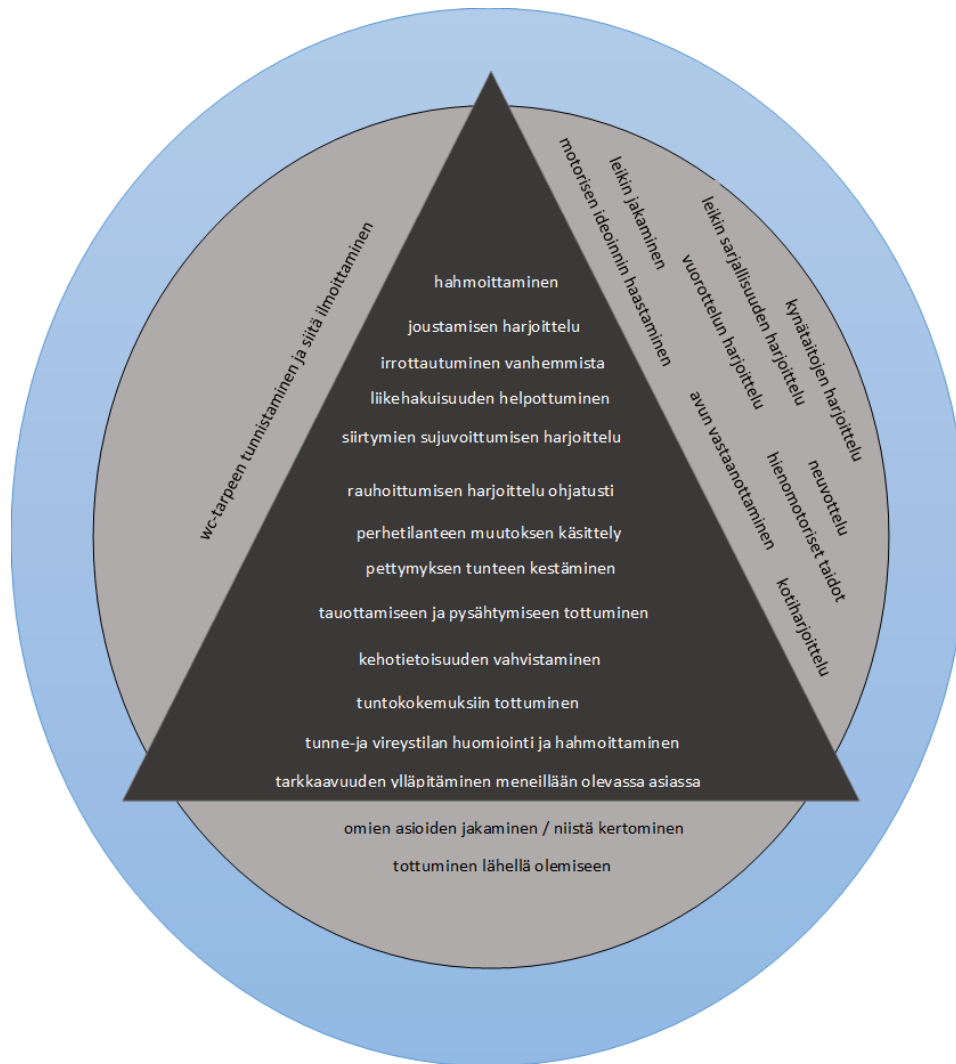 wc-tarpeen tunnistaminen ja siitä ilmoittaminen
hahmoittaminen
joustamisen harjoittelu
irrottautuminen vanhemmista
liikehakuisuuden helpottuminen
siirtymien sujuvoittumisen harjoittelu
rauhoittumisen harjoittelu ohjatusti
perhetilanteen muutoksen käsittely
pettymyksen tunteen kestäminen
tauottamiseen ja pysähtymiseen tottuminen
kehotietoisuuden vahvistaminen
tuntokokemuksiin tottuminen
tunne-ja vireystilan huomiointi ja hahmoittaminen
tarkkaavuuden ylläpitäminen meneillään olevassa asiassa
motorisen ideoinnin haastaminen
leikin jakaminen
leikin sarjallisuuden harjoittelu
vuorottelun harjoittelu
kynätaitojen harjoittelu
avun vastaanottaminen
hienomotoriset taidot
neuvottelu
kotiharjoittelu
omien asioiden jakaminen / niistä kertominen
tottuminen lähellä olemiseen